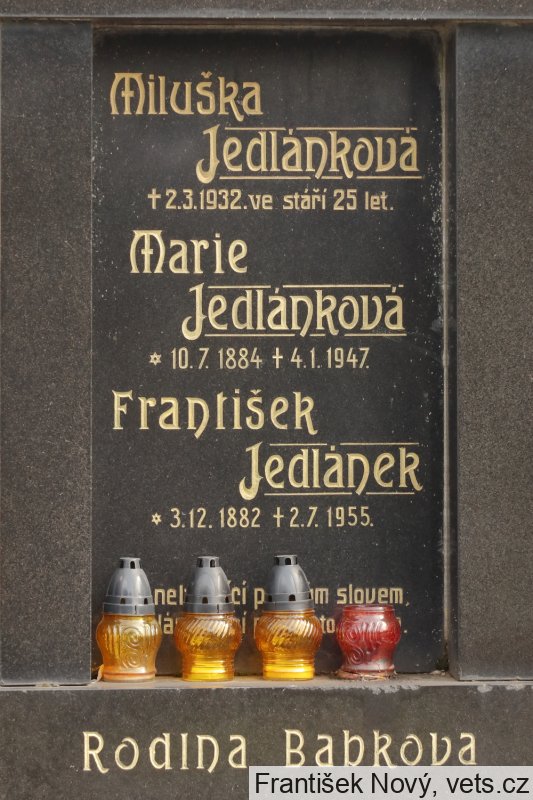 Miluška
Jedlánková
† 2.3.1932. ve stáří 25 let.
Marie
Jedlánková
✡ 10.7.1884 † 4.1.1947.
František
Jedlánek
✡ 3.12.1882 † 2.7.1955.
slovem,
Rodina Babkova
František Nový, vets.cz